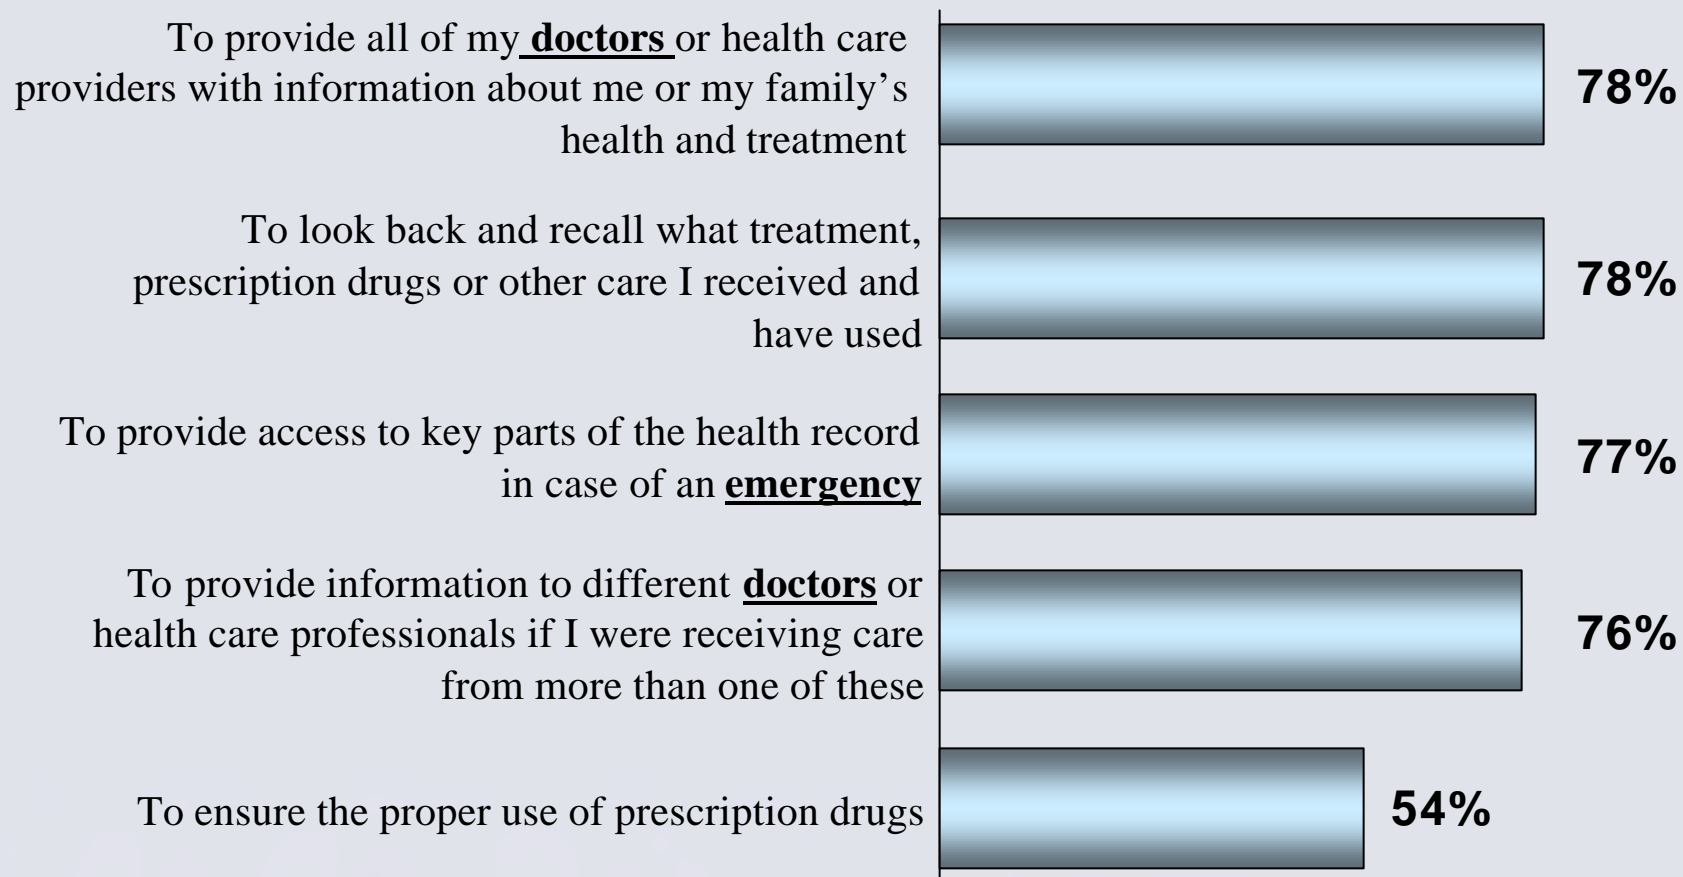 To provide all of my doctors or health care
providers with information about me or my family’s
health and treatment
78%
To look back and recall what treatment,
prescription drugs or other care I received and
have used
78%
To provide access to key parts of the health record
in case of an emergency
77%
To provide information to different doctors or
health care professionals if I were receiving care
from more than one of these
76%
To ensure the proper use of prescription drugs
54%